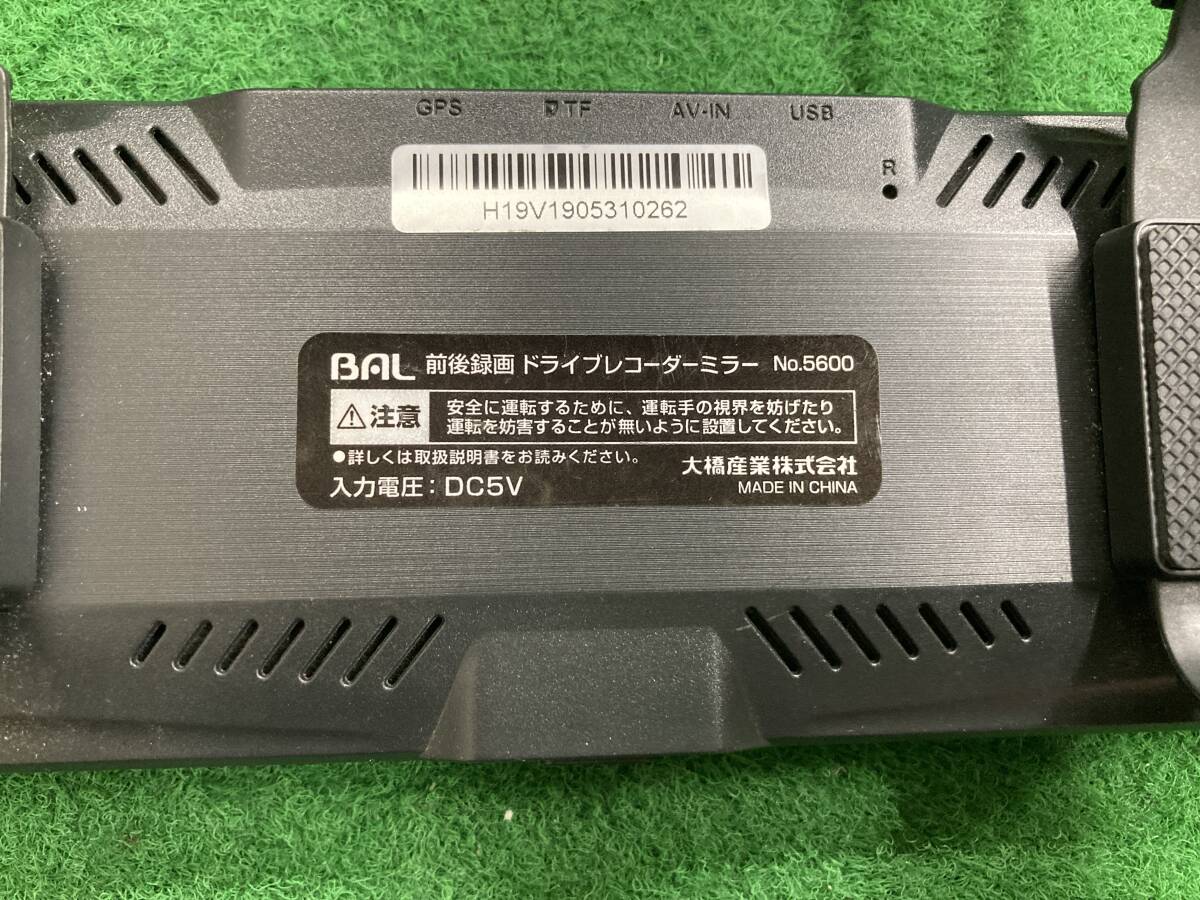 GPS TF AV-IN USB
R
H19V1905310262
BAL 前後録画 ドライブレコーダーミラー No.5600
注意 安全に運転するために、運転手の視界を妨げたり
運転を妨害することが無いように設置してください。
●詳しくは取扱説明書をお読みください。
大橋産業株式会社
入力電圧：DC5V
MADE IN CHINA